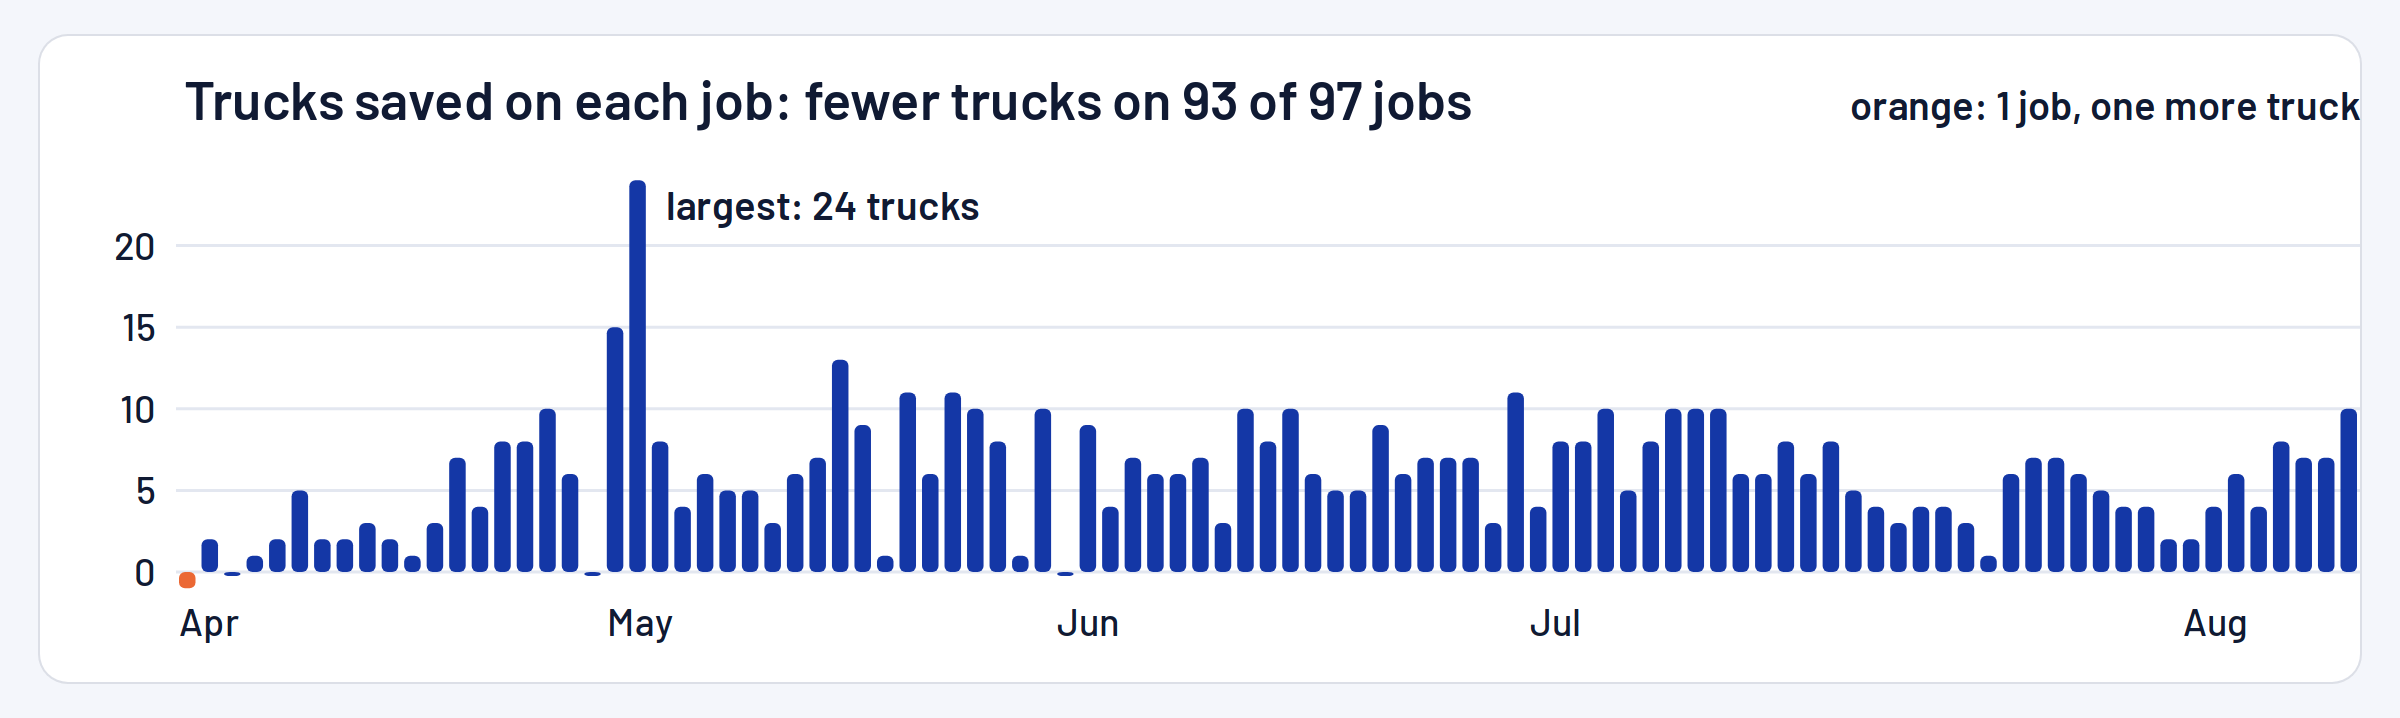 Trucks saved on each job: fewer trucks on 93 of 97 jobs
orange: 1 job, one more truck
largest: 24 trucks
20
15
10
5
0
Apr May Jun Jul Aug